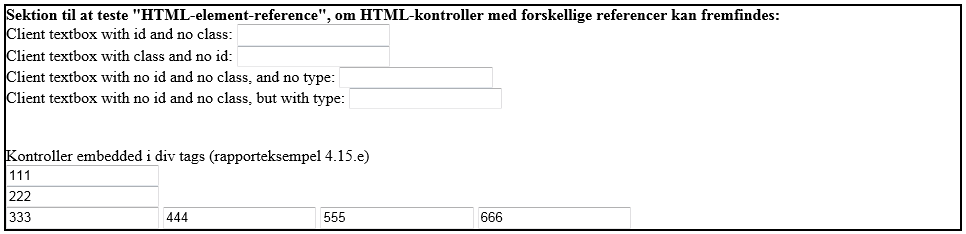 Sektion til at teste "HTML-element-reference", om HTML-kontroller med forskellige referencer kan fremfindes:
Client textbox with id and no class:
Client textbox with class and no id:
Client textbox with no id and no class, and no type:
Client textbox with no id and no class, but with type:
Kontroller embedded i div tags (rapporteksempel 4.15.e)
111
222
333 444 555 666